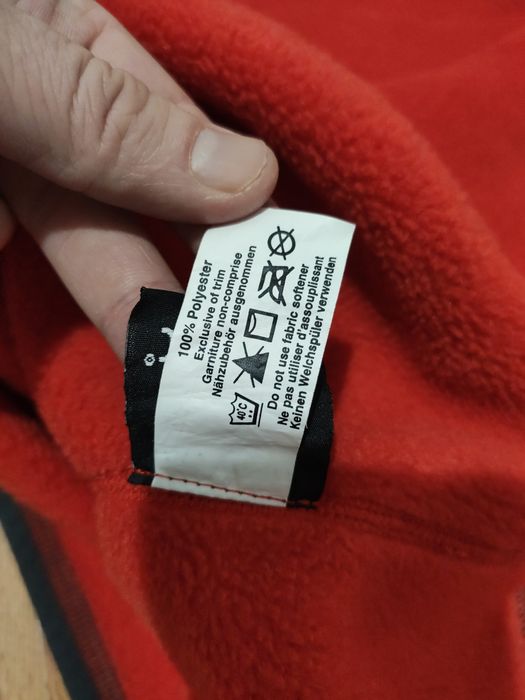 100% Polyester
Exclusive of trim
Garniture non-comprise
Nähzubehör ausgenommen
40°C
Do not use fabric softener
Ne pas utiliser d'assouplissant
Keinen Weichspüler verwenden